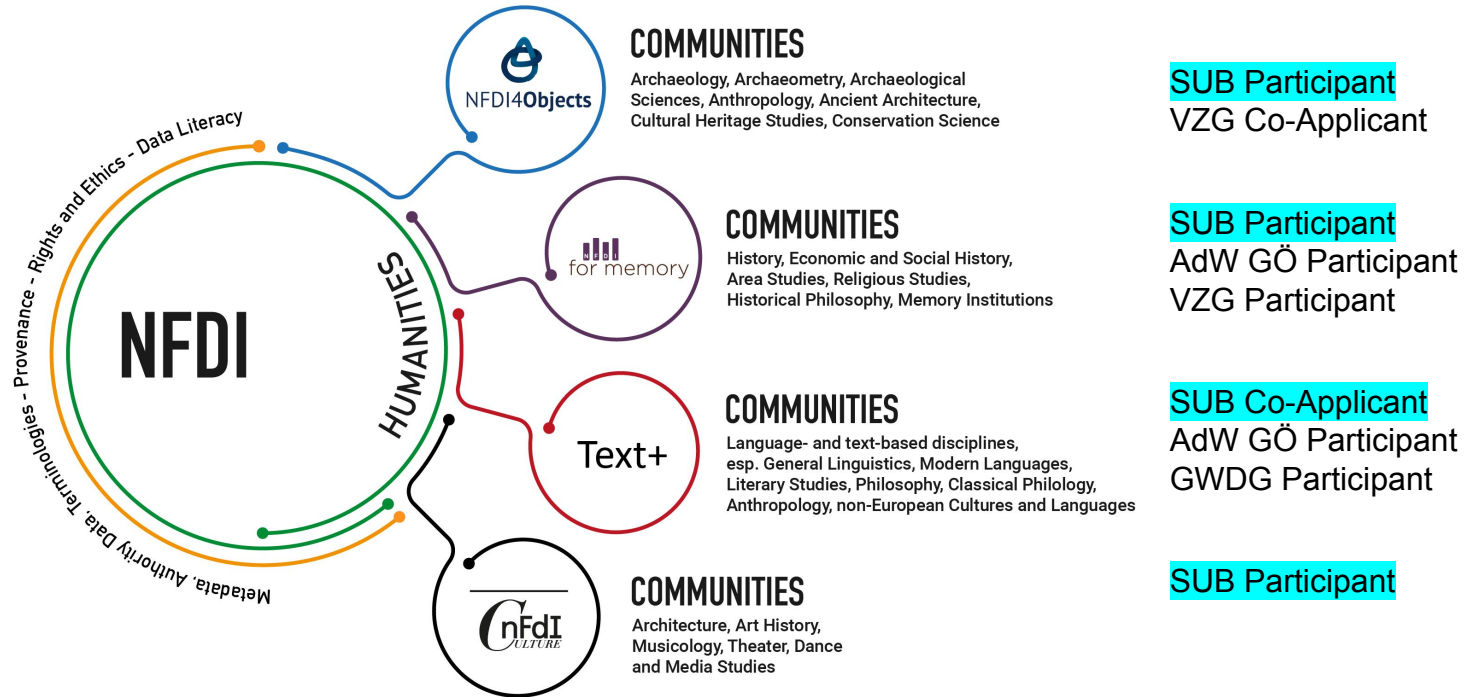 Metadata, Authority Data, Terminologies - Provenance - Rights and Ethics - Data Literacy
NFDI
HUMANITIES
NFDI4Objects
COMMUNITIES
Archaeology, Archaeometry, Archaeological
Sciences, Anthropology, Ancient Architecture,
Cultural Heritage Studies, Conservation Science
SUB Participant
VZG Co-Applicant
NFDI
for memory
COMMUNITIES
History, Economic and Social History,
Area Studies, Religious Studies,
Historical Philosophy, Memory Institutions
SUB Participant
AdW GÖ Participant
VZG Participant
Text+
COMMUNITIES
Language- and text-based disciplines,
esp. General Linguistics, Modern Languages,
Literary Studies, Philosophy, Classical Philology,
Anthropology, non-European Cultures and Languages
SUB Co-Applicant
AdW GÖ Participant
GWDG Participant
nFdI
CULTURE
COMMUNITIES
Architecture, Art History,
Musicology, Theater, Dance
and Media Studies
SUB Participant